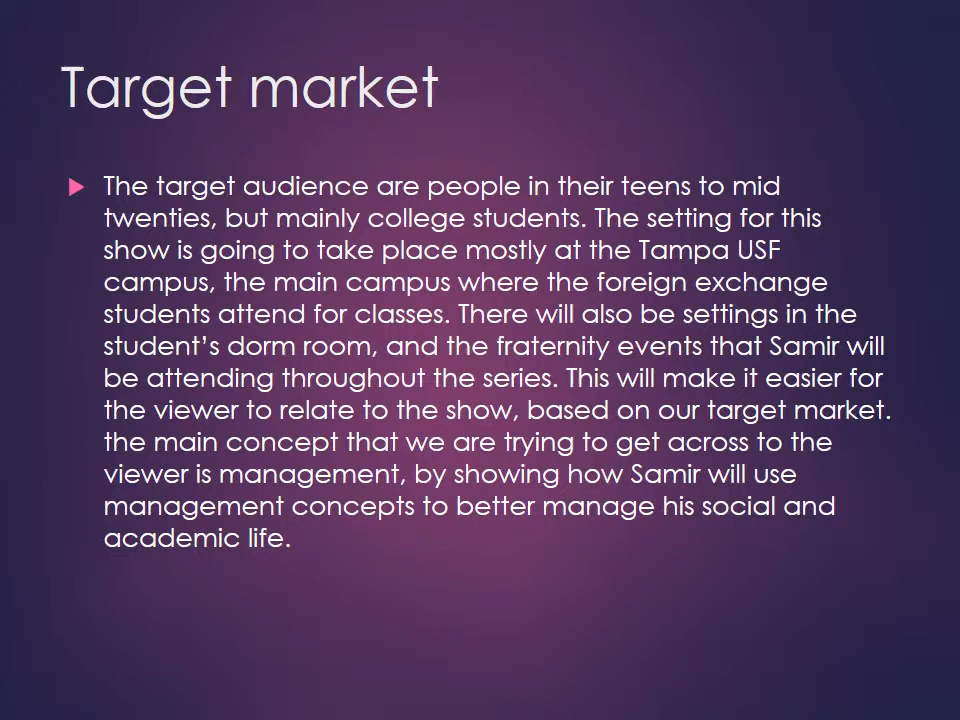 Target market
The target audience are people in their teens to mid
twenties, but mainly college students. The setting for this
show is going to take place mostly at the Tampa USF
campus, the main campus where the foreign exchange
students attend for classes. There will also be settings in the
student’s dorm room, and the fraternity events that Samir will
be attending throughout the series. This will make it easier for
the viewer to relate to the show, based on our target market.
the main concept that we are trying to get across to the
viewer is management, by showing how Samir will use
management concepts to better manage his social and
academic life.